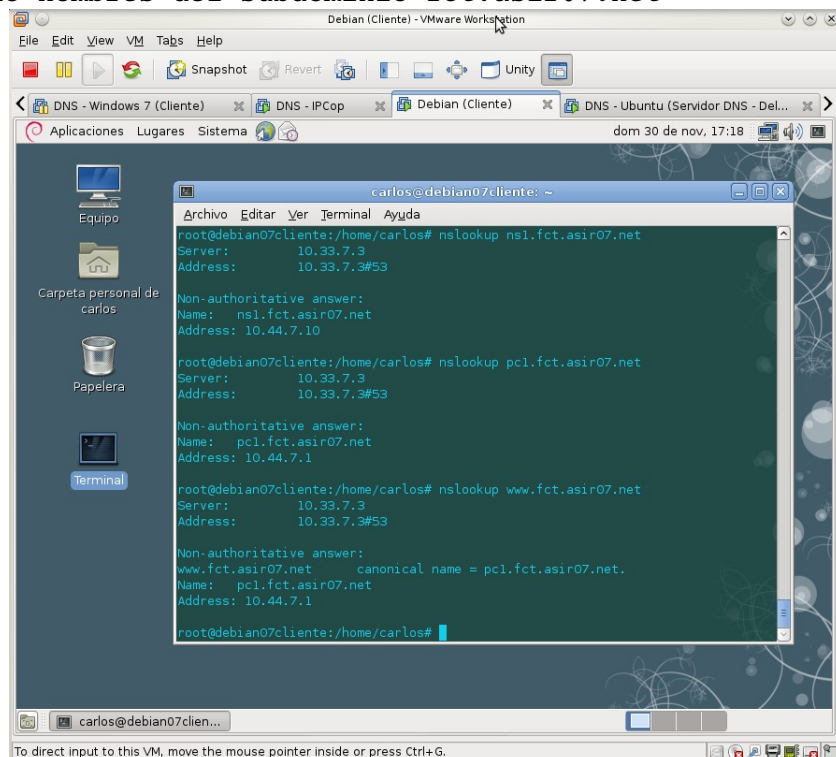 Debian (Cliente) - VMware Workstation
File Edit View VM Tabs Help
Snapshot Revert Unity
DNS - Windows 7 (Cliente) DNS - IPCop Debian (Cliente) DNS - Ubuntu (Servidor DNS - Del...
Aplicaciones Lugares Sistema dom 30 de nov, 17:18
Equipo
Carpeta personal de
carlos
Papelera
Terminal
carlos@debian07cliente: ~
Archivo Editar Ver Terminal Ayuda
root@debian07cliente:/home/carlos# nslookup ns1.fct.asir07.net
Server: 10.33.7.3
Address: 10.33.7.3#53
Non-authoritative answer:
Name: ns1.fct.asir07.net
Address: 10.44.7.10
root@debian07cliente:/home/carlos# nslookup pc1.fct.asir07.net
Server: 10.33.7.3
Address: 10.33.7.3#53
Non-authoritative answer:
Name: pc1.fct.asir07.net
Address: 10.44.7.1
root@debian07cliente:/home/carlos# nslookup www.fct.asir07.net
Server: 10.33.7.3
Address: 10.33.7.3#53
Non-authoritative answer:
www.fct.asir07.net canonical name = pc1.fct.asir07.net.
Name: pc1.fct.asir07.net
Address: 10.44.7.1
root@debian07cliente:/home/carlos#
carlos@debian07clien...
To direct input to this VM, move the mouse pointer inside or press Ctrl+G.